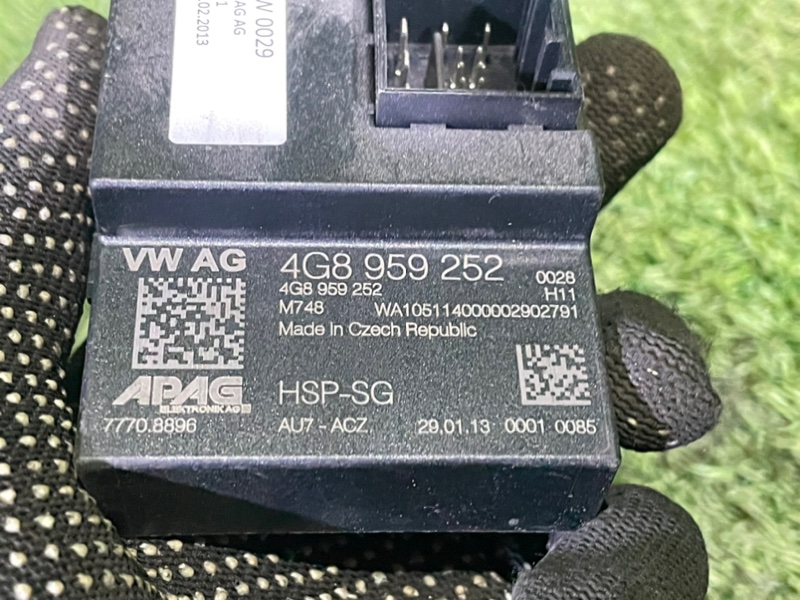 W 0029
AG AG
1
.02.2013
VW AG
4G8 959 252
0028
4G8 959 252
H11
M748 WA105114000002902791
Made in Czech Republic
APAG
ELEKTRONIK AG
HSP-SG
7770.8896
AU7 - ACZ
29.01.13 0001 0085